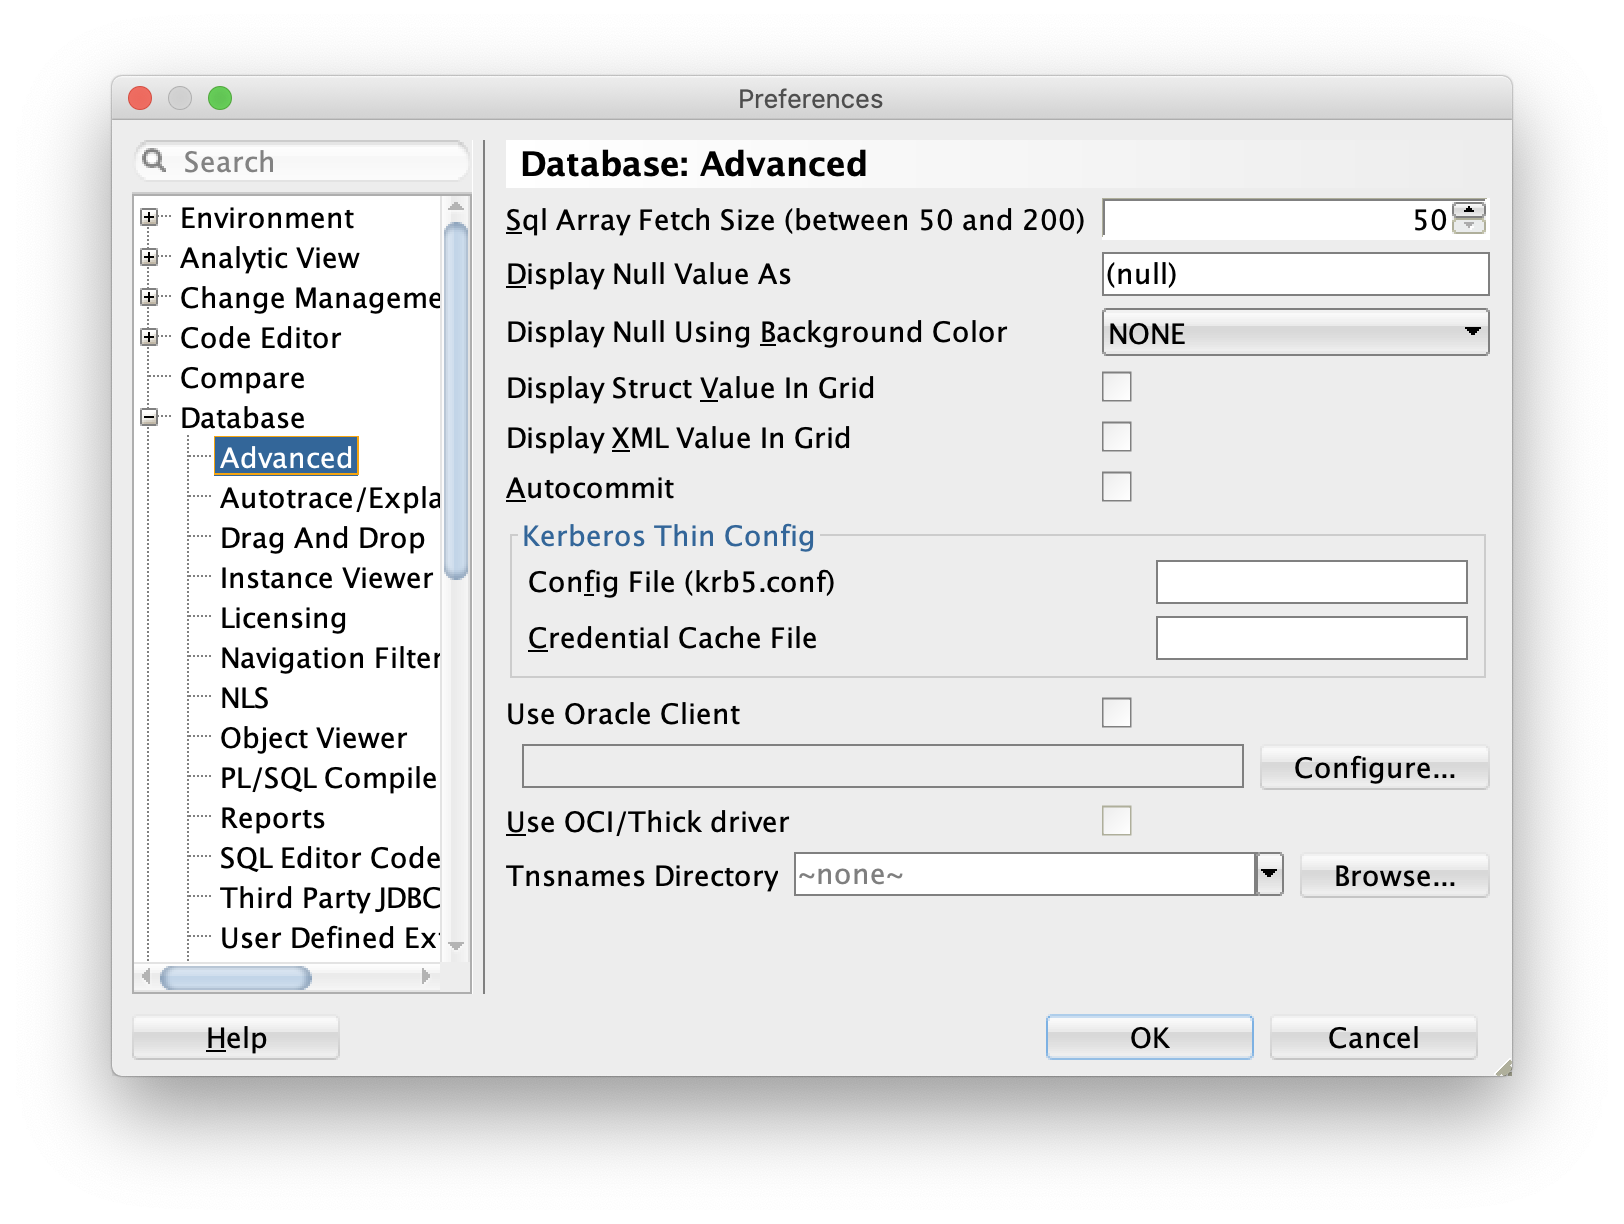 Preferences
Search
Environment
Analytic View
Change Manageme
Code Editor
Compare
Database
Advanced
Autotrace/Expla
Drag And Drop
Instance Viewer
Licensing
Navigation Filter
NLS
Object Viewer
PL/SQL Compile
Reports
SQL Editor Code
Third Party JDBC
User Defined Ext
Database: Advanced
Sql Array Fetch Size (between 50 and 200) 50
Display Null Value As (null)
Display Null Using Background Color NONE
Display Struct Value In Grid
Display XML Value In Grid
Autocommit
Kerberos Thin Config
Config File (krb5.conf)
Credential Cache File
Use Oracle Client
Configure...
Use OCI/Thick driver
Tnsnames Directory ~none~ Browse...
Help OK Cancel